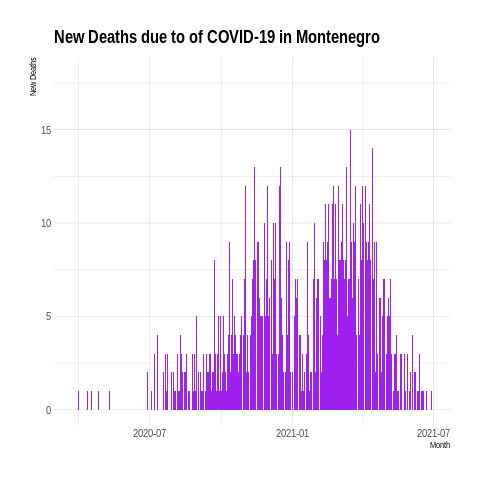 New Deaths due to of COVID-19 in Montenegro
New Deaths
15
10
5
0
2020-07
2021-01
2021-07
Month